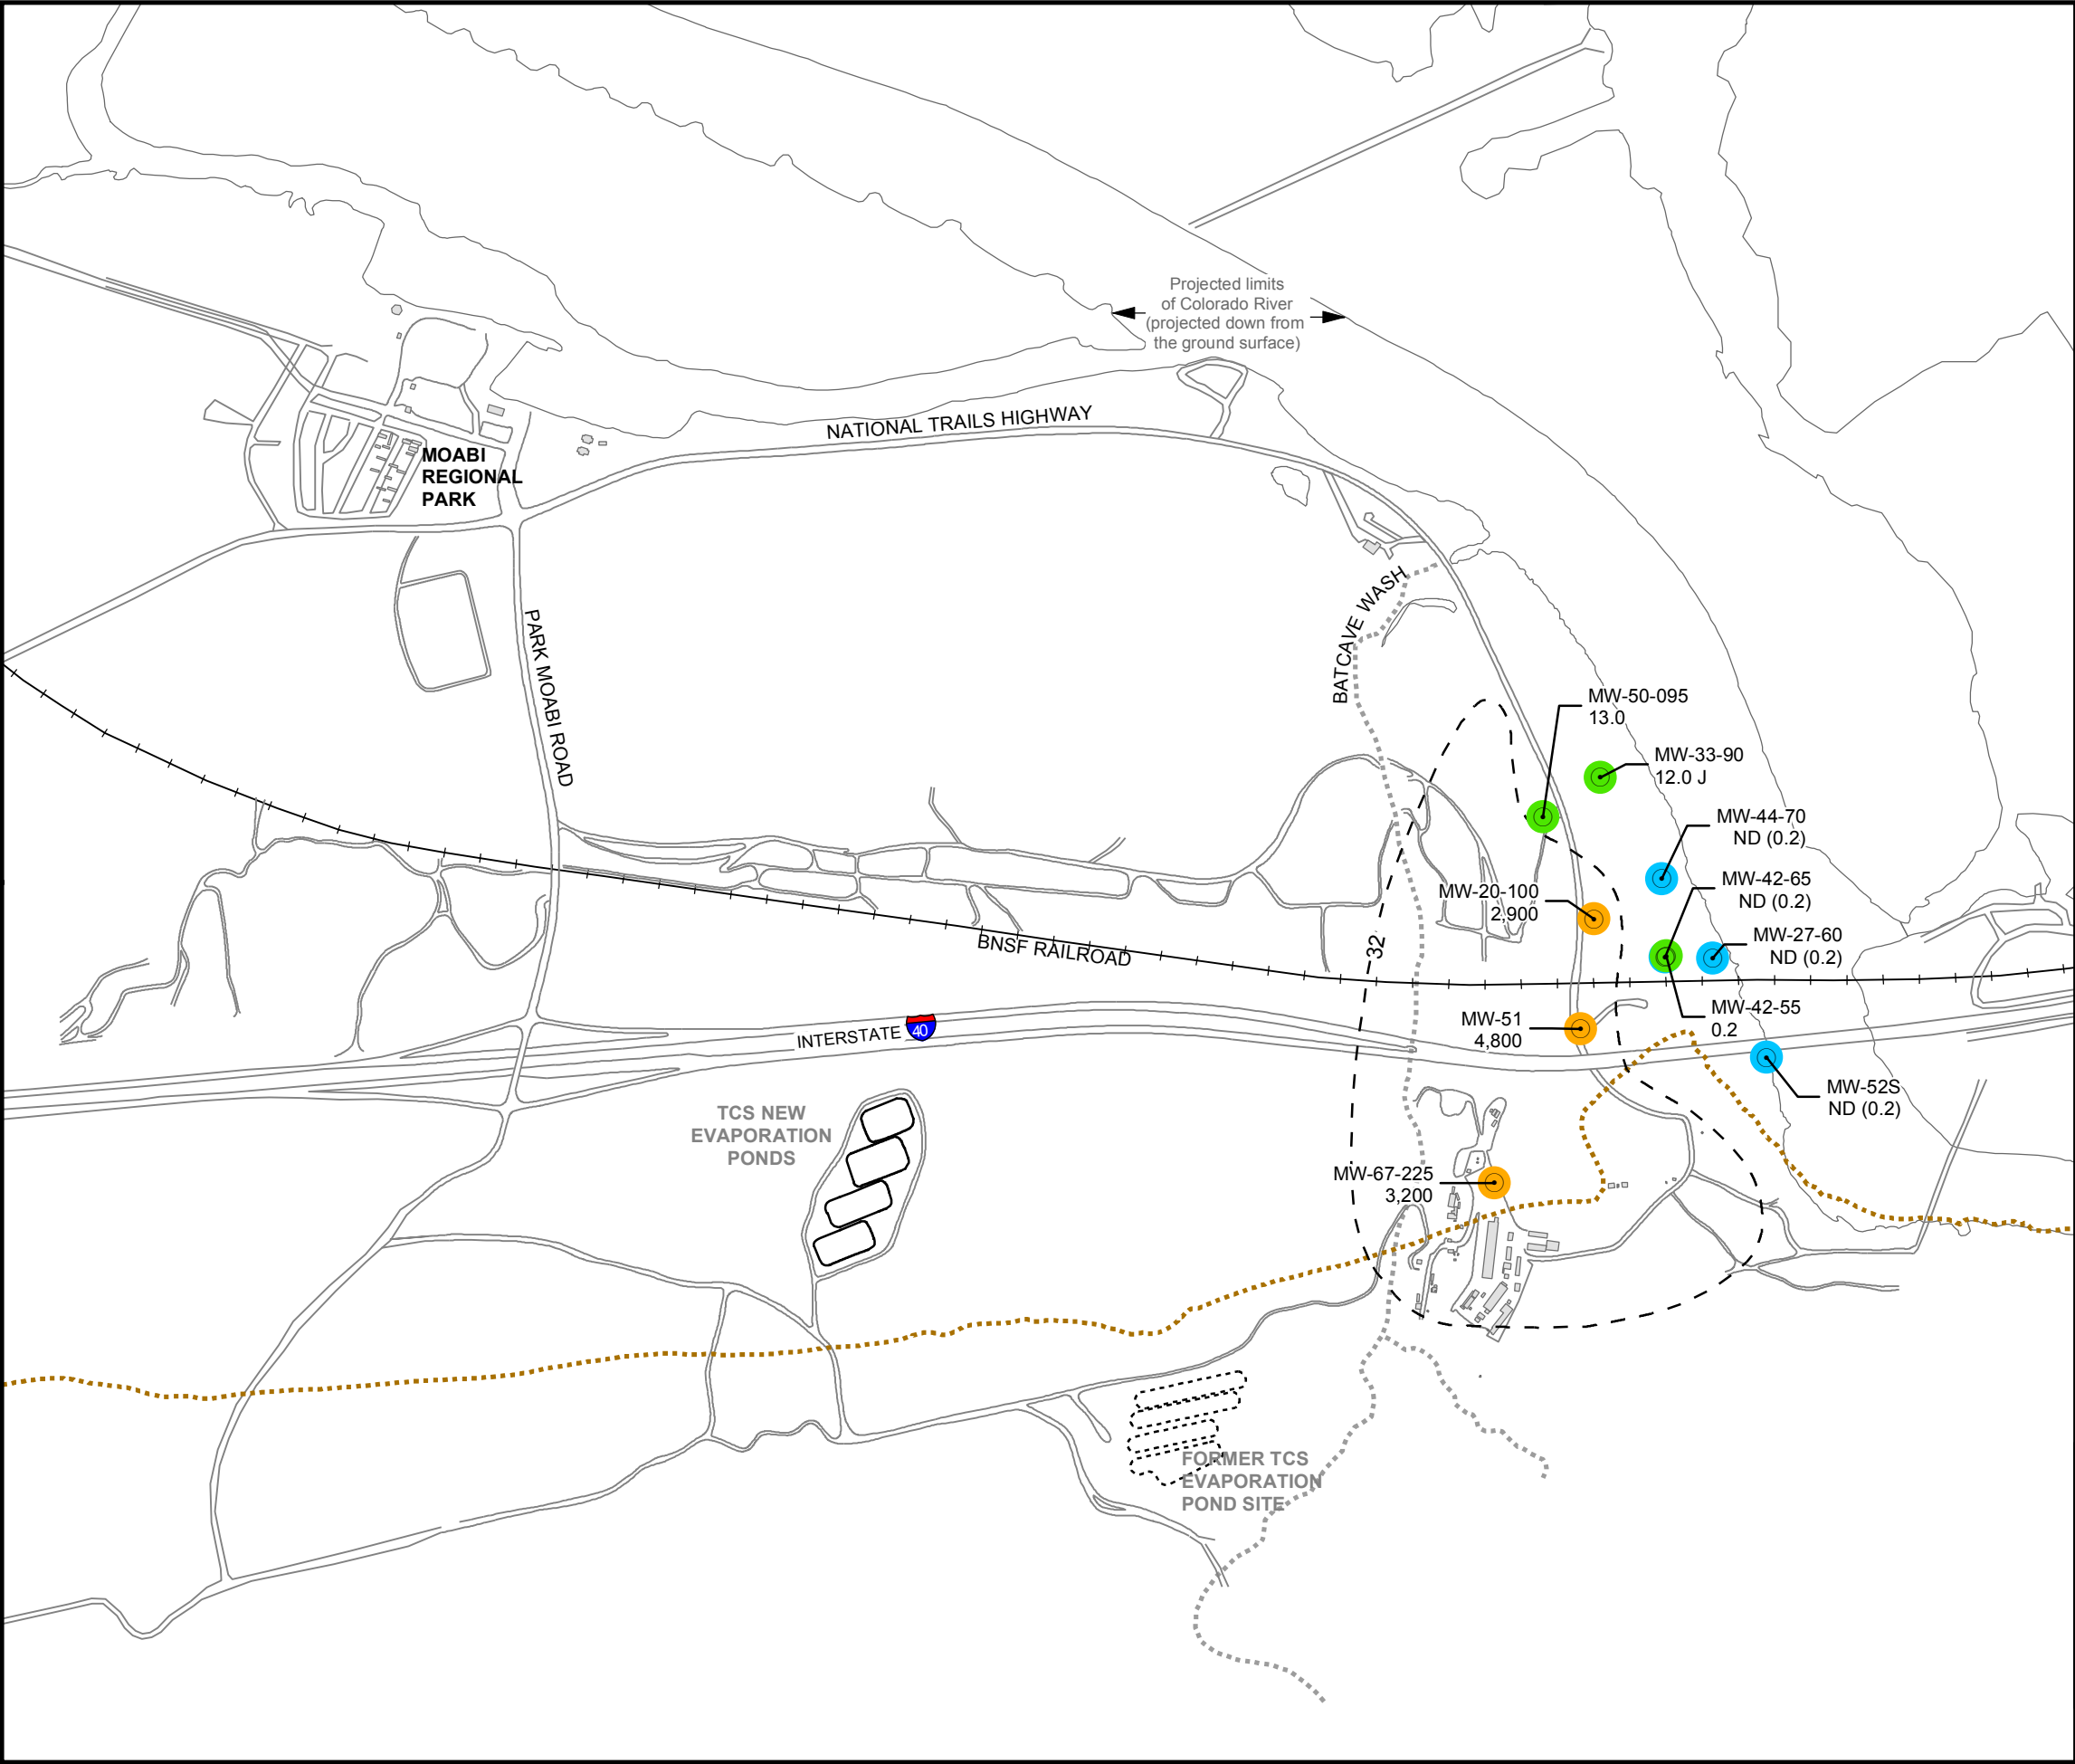 Projected limits
of Colorado River
(projected down from
the ground surface)
NATIONAL TRAILS HIGHWAY
MOABI
REGIONAL
PARK
BATCAVE WASH
PARK MOABI ROAD
MW-50-095
13.0
MW-33-90
12.0 J
MW-44-70
ND (0.2)
MW-42-65
ND (0.2)
MW-20-100
2,900
MW-27-60
ND (0.2)
32
BNSF RAILROAD
MW-42-55
0.2
MW-51
4,800
INTERSTATE 40
MW-52S
ND (0.2)
TCS NEW
EVAPORATION
PONDS
MW-67-225
3,200
FORMER TCS
EVAPORATION
POND SITE